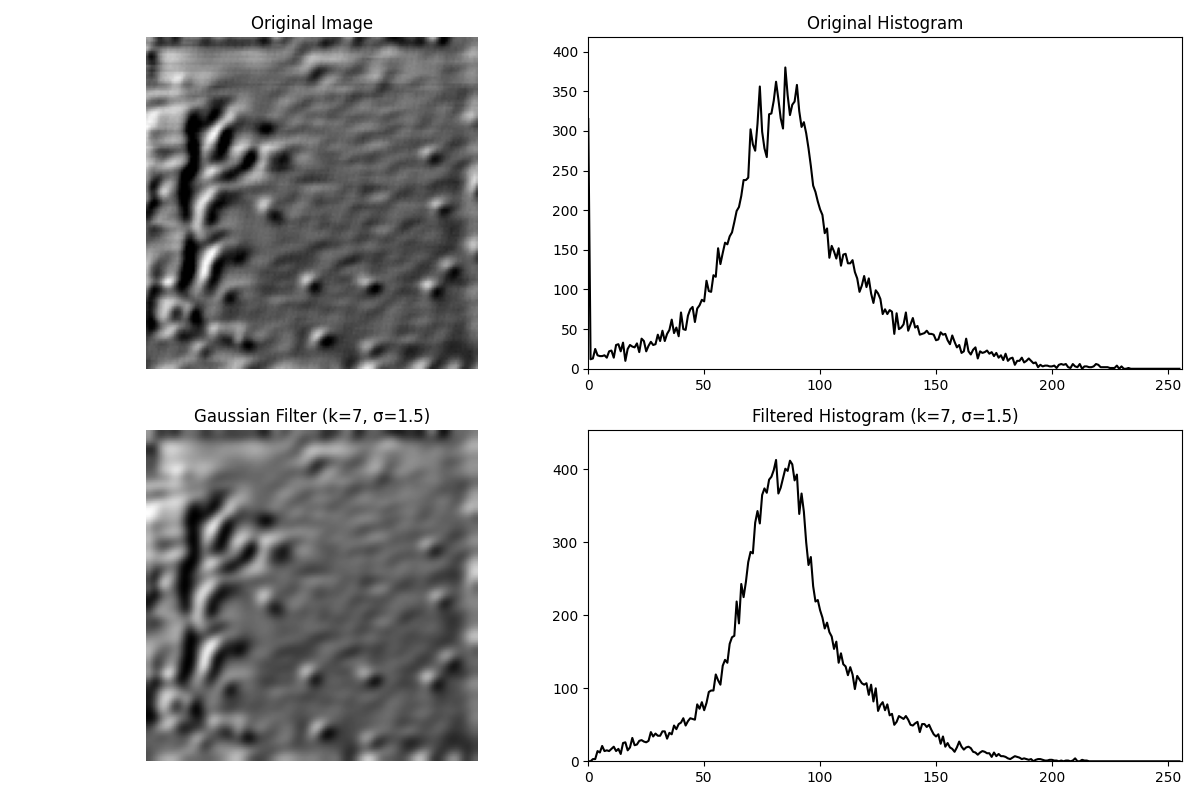 Original Image
Original Histogram
400
350
300
250
200
150
100
50
0
0 50 100 150 200 250
Gaussian Filter (k=7, σ=1.5)
Filtered Histogram (k=7, σ=1.5)
400
300
200
100
0
0 50 100 150 200 250